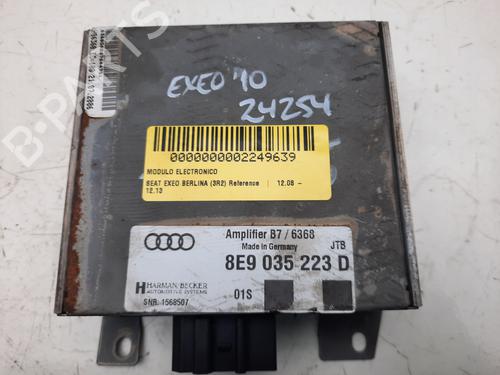 EXEO '10
24254
0000000002249639
MODULO ELECTRONICO
SEAT EXEO BERLINA (3R2) Reference | 12.08 –
12.13
Amplifier B7 / 6368
Made in Germany
JTB
8E9 035 223 D
HARMAN/BECKER
AUTOMOTIVE SYSTEMS
SNR: 1568507
01S
B-PARTS